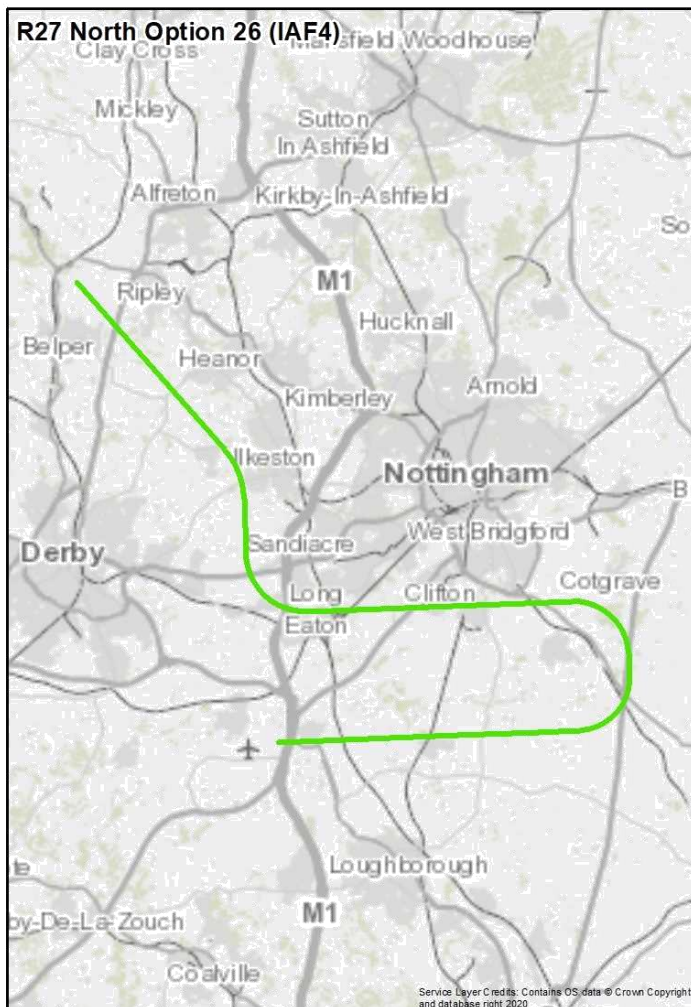 R27 North Option 26 (IAF4)
Mansfield Woodhouse
Clay Cross
Mickley
Sutton
In Ashfield
Alfreton
Kirkby-In-Ashfield
So
M1
Ripley
Hucknall
Belper
Heanor
Arnold
Kimberley
Ilkeston
Nottingham
B
West Bridgford
Sandiacre
Derby
Cotgrave
Long
Eaton
Clifton
Loughborough
te
M1
by-De-La-Zouch
Coalville
Service Layer Credits: Contains OS data © Crown Copyright
and database right 2020